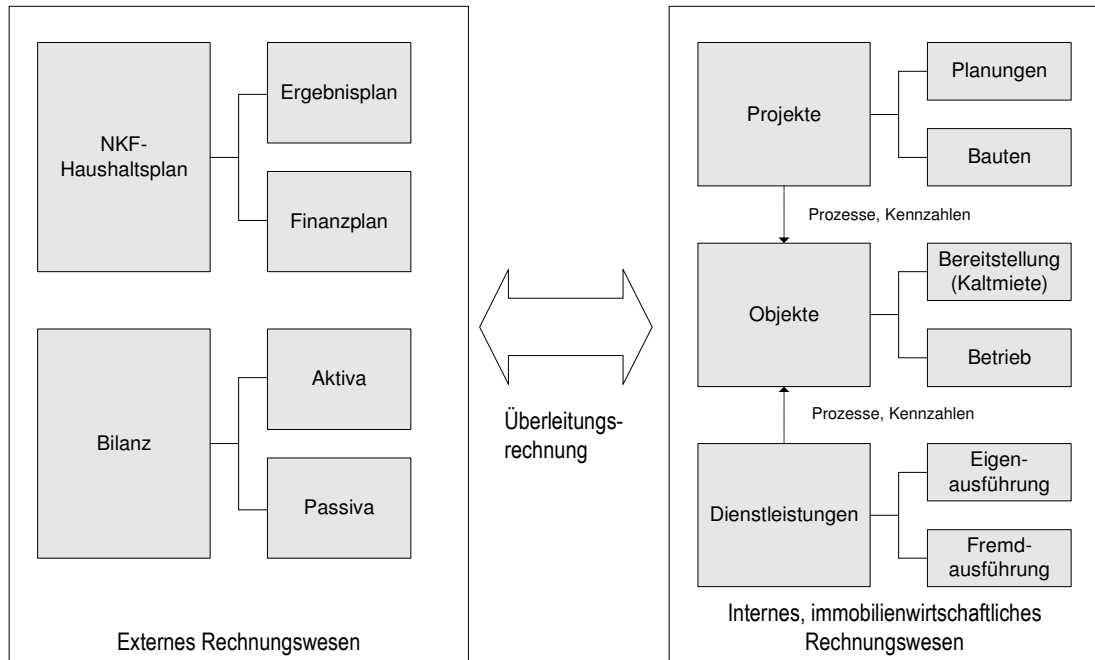 NKF-
Haushaltsplan
Ergebnisplan
Finanzplan
Bilanz
Aktiva
Passiva
Externes Rechnungswesen
Überleitungs-
rechnung
Projekte
Planungen
Bauten
Prozesse, Kennzahlen
Objekte
Bereitstellung
(Kaltmiete)
Betrieb
Prozesse, Kennzahlen
Dienstleistungen
Eigen-
ausführung
Fremd-
ausführung
Internes, immobilienwirtschaftliches
Rechnungswesen